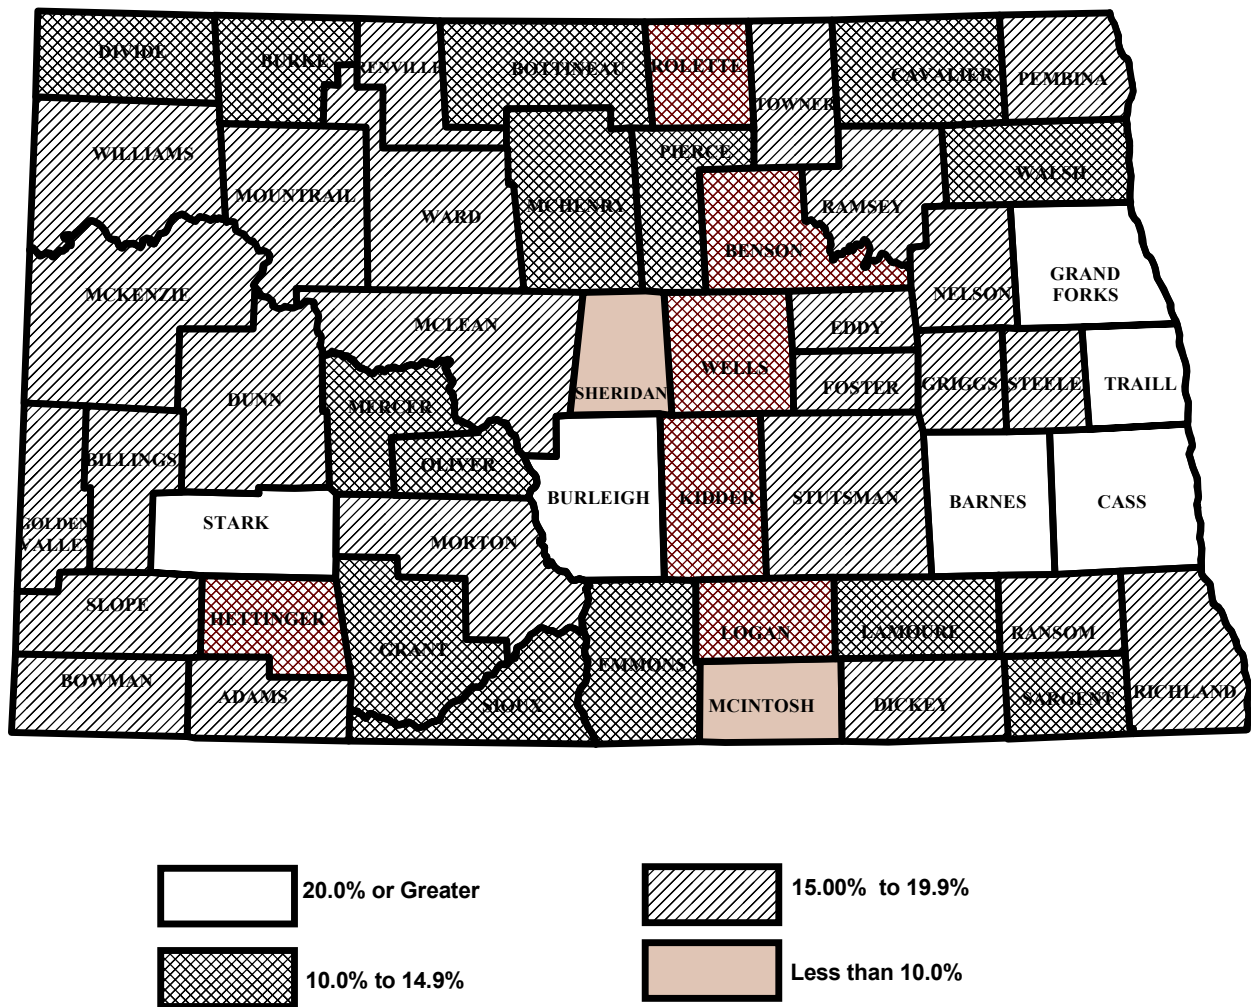 DIVIDE
BURKE
RENVILLE
BOTTINEAU
ROLETTE
TOWNER
CAVALIER
PEMBINA
WILLIAMS
MOUNTRAIL
WARD
MCHENRY
PIERCE
BENSON
RAMSEY
WALSH
MCKENZIE
DUNN
MCLEAN
SHERIDAN
WELLS
EDDY
FOSTER
NELSON
GRAND
FORKS
GRIGGS
STEELE
TRAILL
MERCER
OLIVER
BILLINGS
GOLDEN
VALLEY
STARK
MORTON
BURLEIGH
KIDDER
STUTSMAN
BARNES
CASS
SLOPE
HETTINGER
GRANT
EMMONS
LOGAN
LAMOURE
RANSOM
BOWMAN
ADAMS
SIOUX
MCINTOSH
DICKEY
SARGENT
RICHLAND
20.0% or Greater
15.00% to 19.9%
10.0% to 14.9%
Less than 10.0%